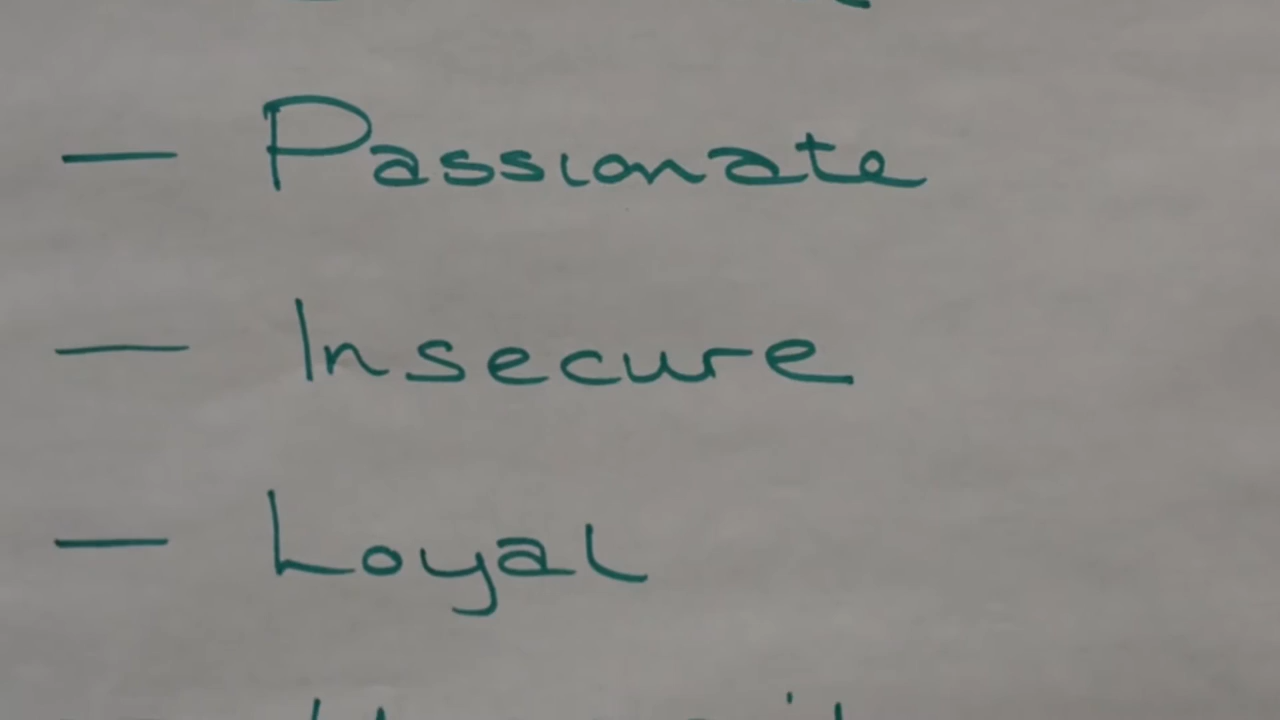 — Passionate
— Insecure
— Loyal